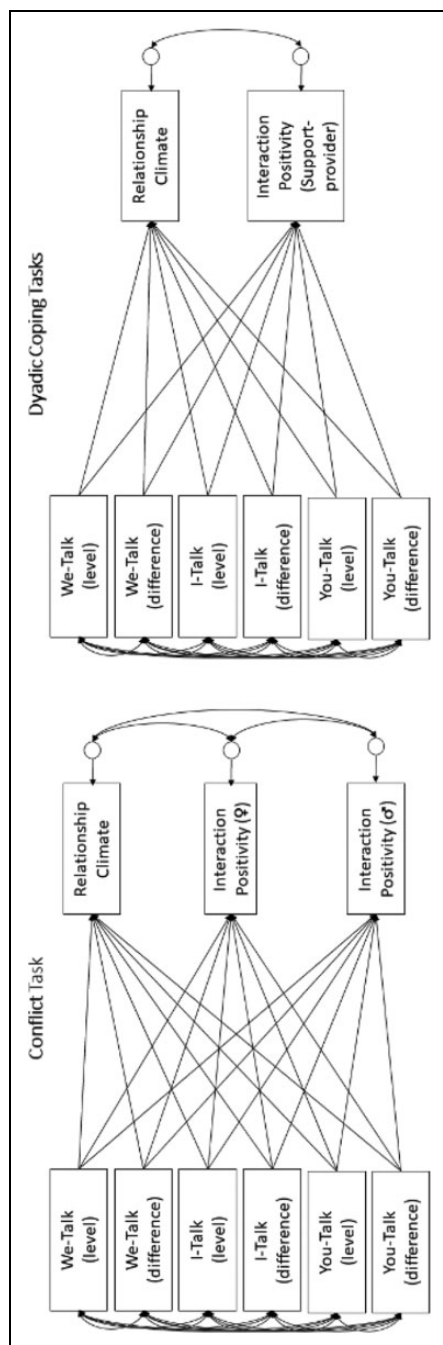 Conflict Task
We-Talk
(level)
We-Talk
(difference)
I-Talk
(level)
I-Talk
(difference)
You-Talk
(level)
You-Talk
(difference)
Relationship
Climate
Interaction
Positivity (♀)
Interaction
Positivity (♂)
Dyadic Coping Tasks
We-Talk
(level)
We-Talk
(difference)
I-Talk
(level)
I-Talk
(difference)
You-Talk
(level)
You-Talk
(difference)
Relationship
Climate
Interaction
Positivity
(Support-
provider)